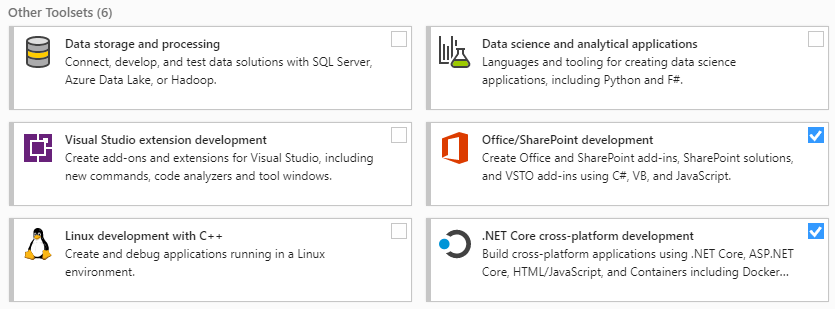 Other Toolsets (6)
Data storage and processing
Connect, develop, and test data solutions with SQL Server,
Azure Data Lake, or Hadoop.
Data science and analytical applications
Languages and tooling for creating data science
applications, including Python and F#.
Visual Studio extension development
Create add-ons and extensions for Visual Studio, including
new commands, code analyzers and tool windows.
Office/SharePoint development
Create Office and SharePoint add-ins, SharePoint solutions,
and VSTO add-ins using C#, VB, and JavaScript.
Linux development with C++
Create and debug applications running in a Linux
environment.
.NET Core cross-platform development
Build cross-platform applications using .NET Core, ASP.NET
Core, HTML/JavaScript, and Containers including Docker...